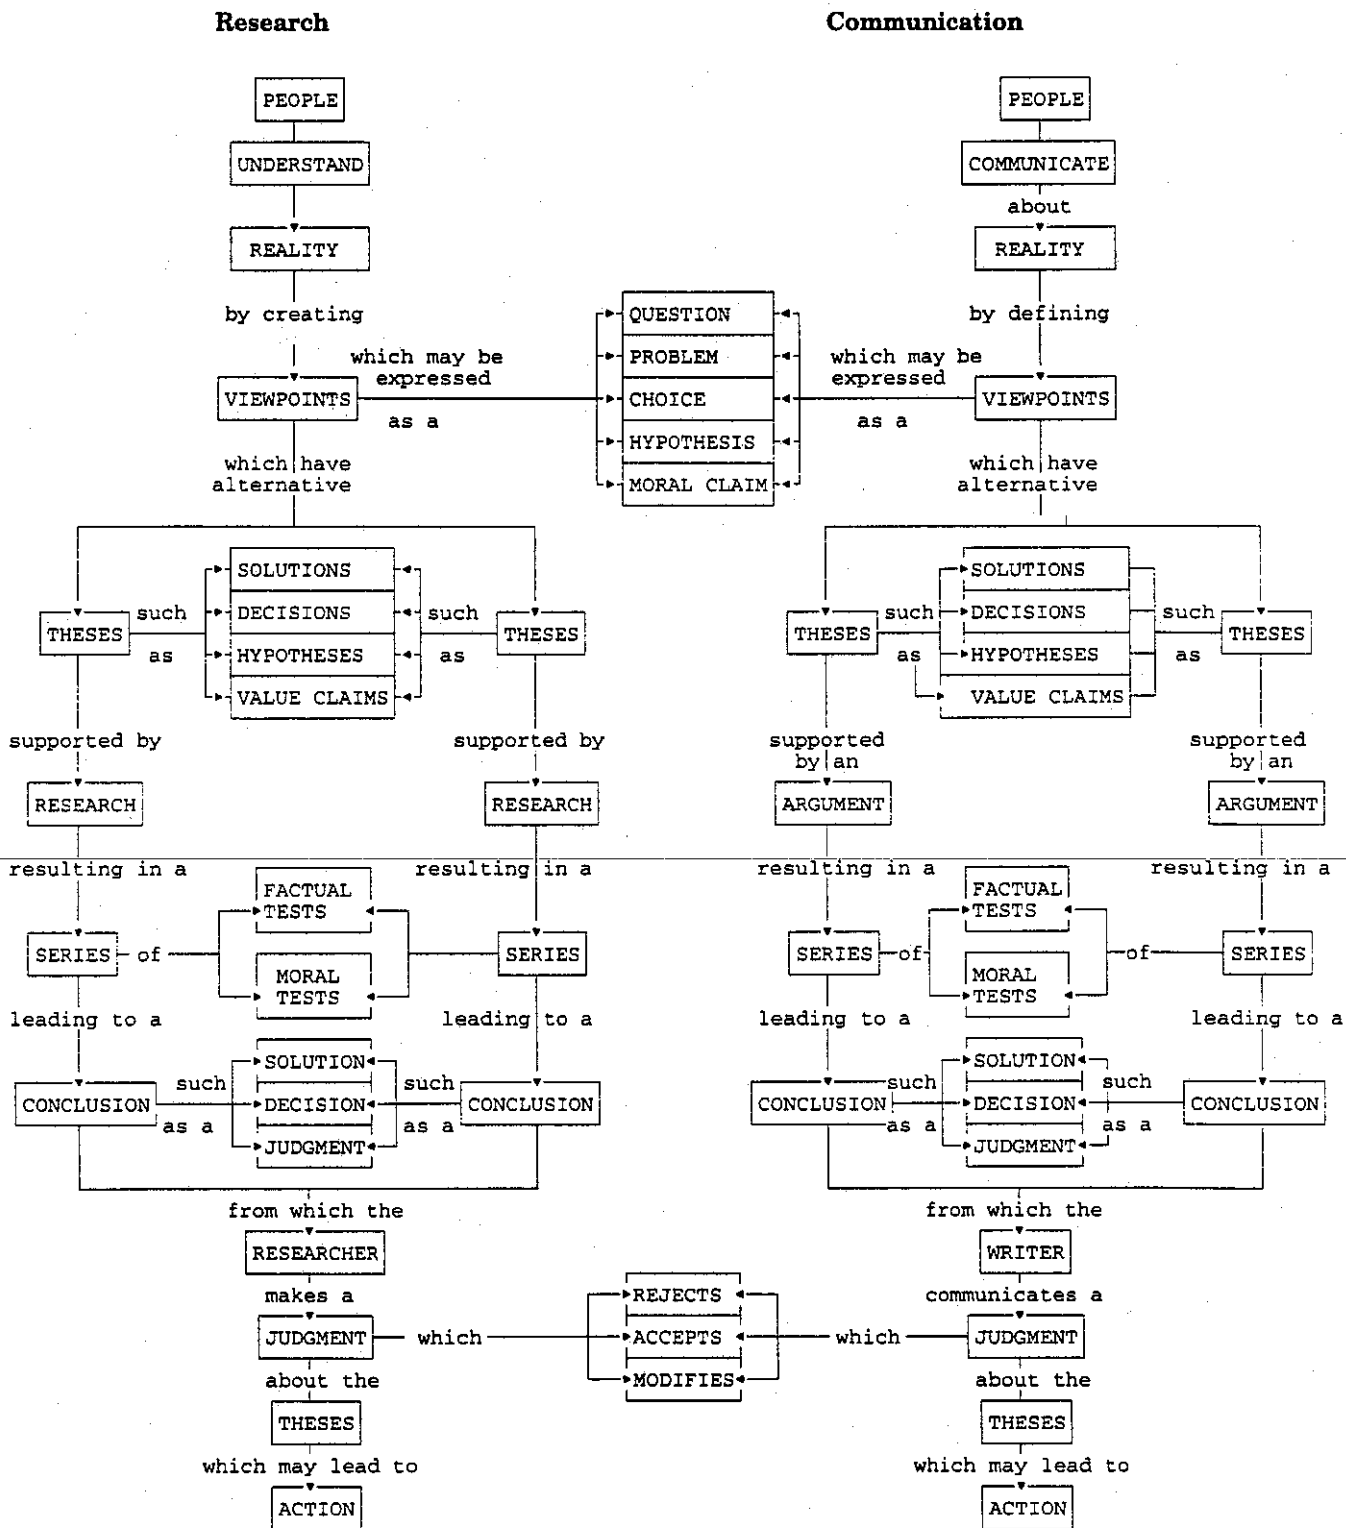 Research Communication
PEOPLE PEOPLE
UNDERSTAND COMMUNICATE
about
REALITY REALITY
by creating QUESTION by defining
which may be PROBLEM which may be
expressed expressed
VIEWPOINTS CHOICE VIEWPOINTS
as a as a
HYPOTHESIS
which have which have
alternative MORAL CLAIM alternative
SOLUTIONS SOLUTIONS
such DECISIONS such such DECISIONS such
THESES THESES THESES THESES
as HYPOTHESES as as HYPOTHESES as
VALUE CLAIMS VALUE CLAIMS
supported by supported by supported supported
by an by an
RESEARCH RESEARCH ARGUMENT ARGUMENT
resulting in a resulting in a resulting in a resulting in a
FACTUAL FACTUAL
TESTS TESTS
SERIES of SERIES SERIES of of SERIES
MORAL MORAL
TESTS TESTS
leading to a leading to a leading to a leading to a
SOLUTION SOLUTION
such such such such
CONCLUSION DECISION CONCLUSION CONCLUSION DECISION CONCLUSION
as a as a as a as a
JUDGMENT JUDGMENT
from which the from which the
RESEARCHER WRITER
makes a REJECTS communicates a
JUDGMENT which ACCEPTS which JUDGMENT
about the MODIFIES about the
THESES THESES
which may lead to which may lead to
ACTION ACTION